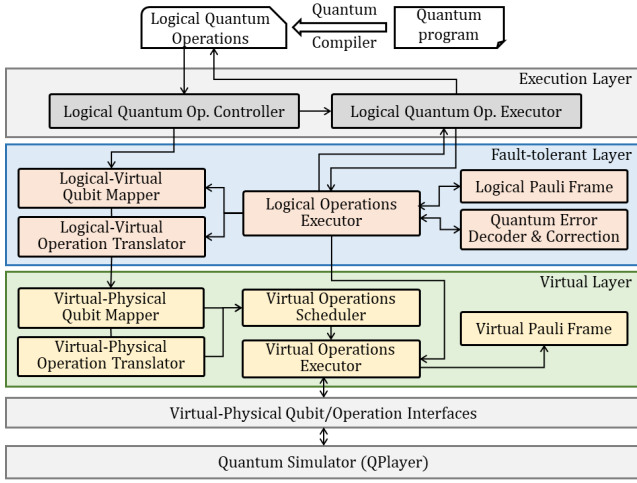 Logical Quantum
Operations
Quantum
Compiler
Quantum
program
Execution Layer
Logical Quantum Op. Controller
Logical Quantum Op. Executor
Fault-tolerant Layer
Logical-Virtual
Qubit Mapper
Logical-Virtual
Operation Translator
Logical Operations
Executor
Logical Pauli Frame
Quantum Error
Decoder & Correction
Virtual Layer
Virtual-Physical
Qubit Mapper
Virtual-Physical
Operation Translator
Virtual Operations
Scheduler
Virtual Operations
Executor
Virtual Pauli Frame
Virtual-Physical Qubit/Operation Interfaces
Quantum Simulator (QPlayer)